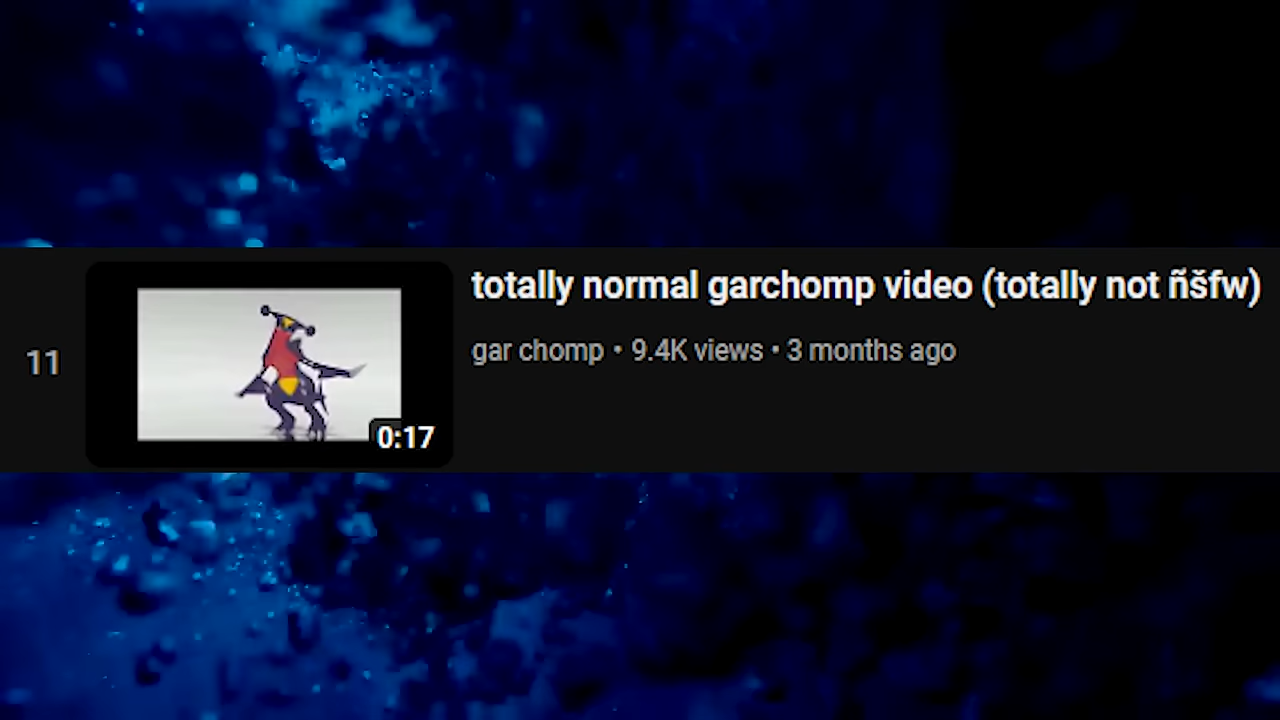 11
totally normal garchomp video (totally not ñšfw)
gar chomp • 9.4K views • 3 months ago
0:17